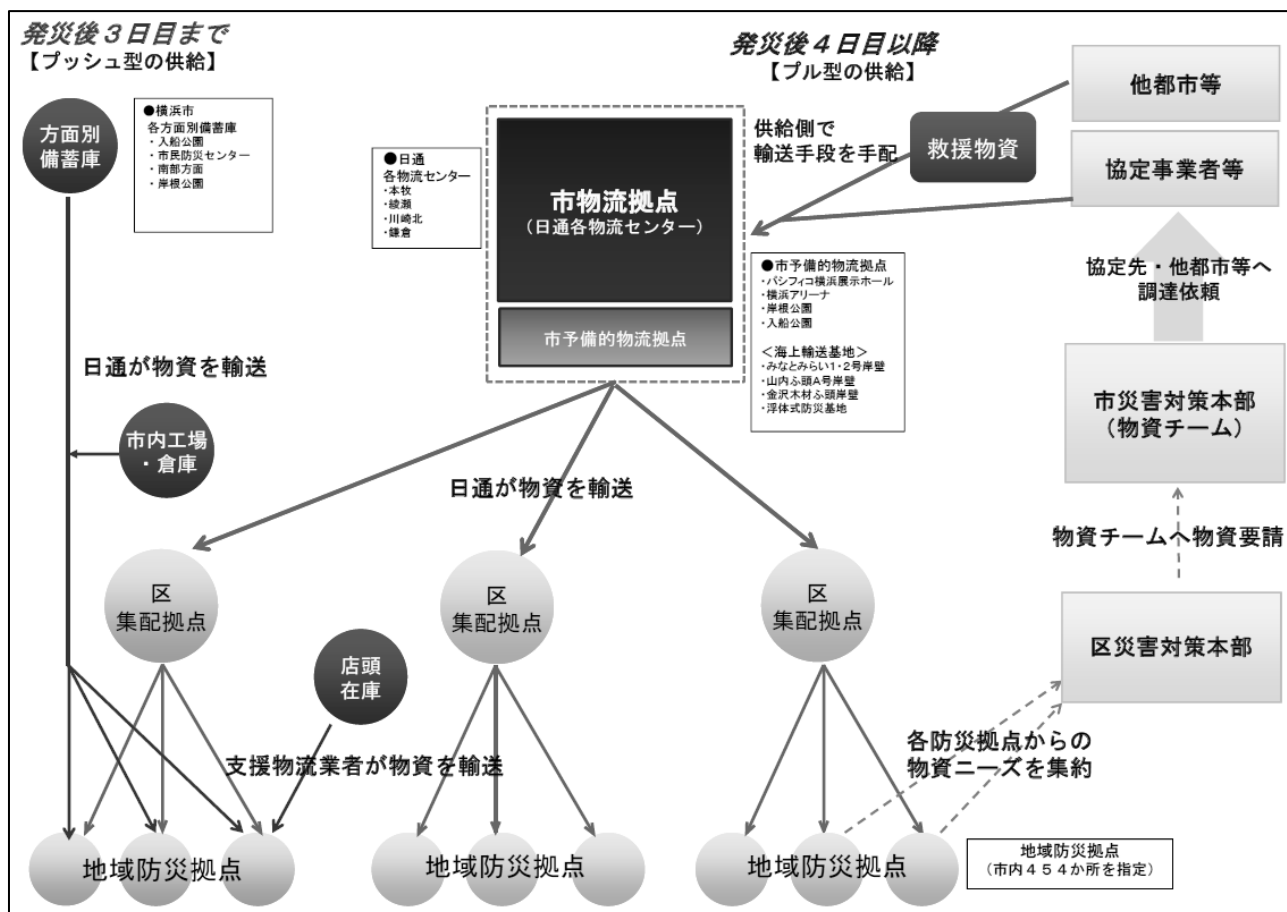 発災後３日目まで
【プッシュ型の供給】
方面別
備蓄庫
●横浜市
各方面別備蓄庫
・入船公園
・市民防災センター
・南部方面
・岸根公園
日通が物資を輸送
市内工場
・倉庫
発災後４日目以降
【プル型の供給】
●日通
各物流センター
・本牧
・綾瀬
・川崎北
・鎌倉
市物流拠点
（日通各物流センター）
市予備的物流拠点
供給側で
輸送手段を手配
救援物資
他都市等
協定事業者等
●市予備的物流拠点
・パシフィコ横浜展示ホール
・横浜アリーナ
・岸根公園
・入船公園
＜海上輸送基地＞
・みなとみらい１・２号岸壁
・山内ふ頭A号岸壁
・金沢木材ふ頭岸壁
・浮体式防災基地
協定先・他都市等へ
調達依頼
市災害対策本部
（物資チーム）
物資チームへ物資要請
区災害対策本部
日通が物資を輸送
区
集配拠点
区
集配拠点
区
集配拠点
店頭
在庫
支援物流業者が物資を輸送
各防災拠点からの
物資ニーズを集約
地域防災拠点
地域防災拠点
地域防災拠点
地域防災拠点
（市内４５４か所を指定）